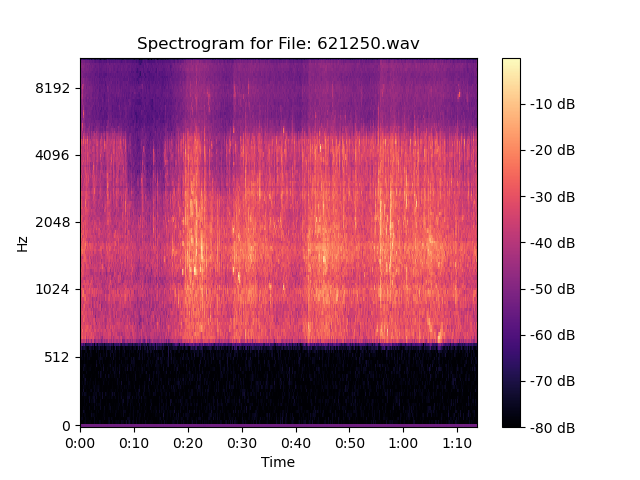 Spectrogram for File: 621250.wav
Hz
8192
4096
2048
1024
512
0
0:00 0:10 0:20 0:30 0:40 0:50 1:00 1:10
Time
-10 dB
-20 dB
-30 dB
-40 dB
-50 dB
-60 dB
-70 dB
-80 dB